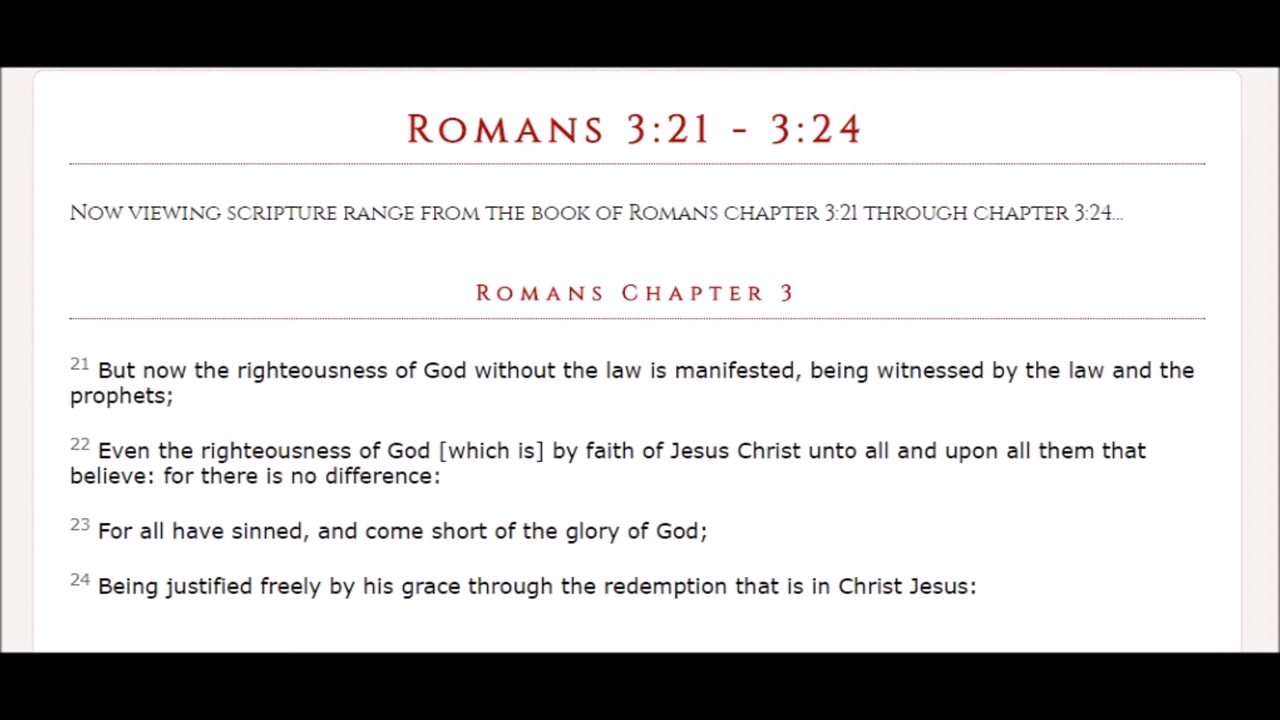 Romans 3:21 - 3:24
Now viewing scripture range from the book of Romans chapter 3:21 through chapter 3:24...
Romans Chapter 3
21 But now the righteousness of God without the law is manifested, being witnessed by the law and the
prophets;
22 Even the righteousness of God [which is] by faith of Jesus Christ unto all and upon all them that
believe: for there is no difference:
23 For all have sinned, and come short of the glory of God;
24 Being justified freely by his grace through the redemption that is in Christ Jesus: